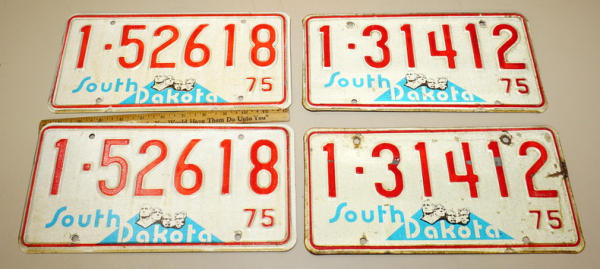 1-52618
South Dakota 75
1-31412
South Dakota 75
Would Have Them Do Unto You"
1-52618
South Dakota 75
1-31412
South Dakota 75